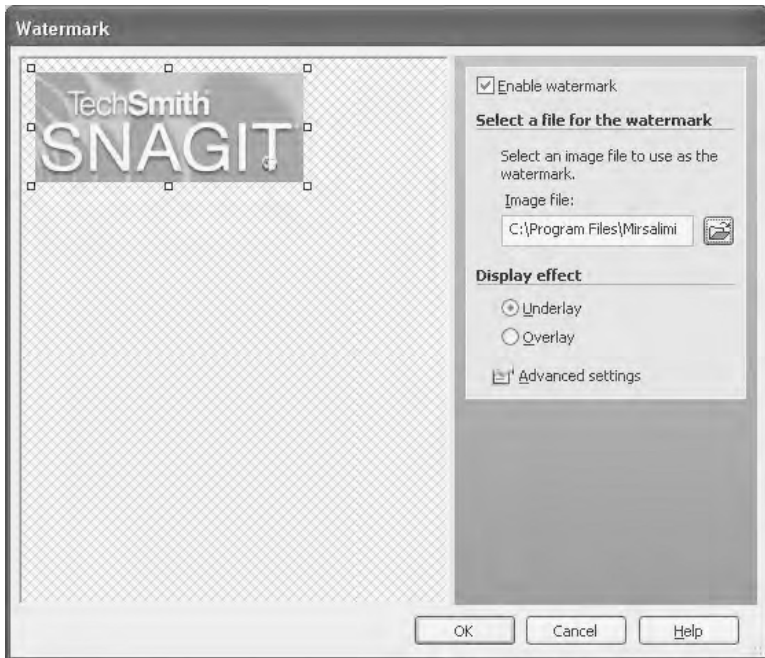 Watermark
TechSmith
SNAGIT
Enable watermark
Select a file for the watermark
Select an image file to use as the
watermark.
Image file:
C:\Program Files\Mirsalimi
Display effect
Underlay
Overlay
Advanced settings
OK
Cancel
Help